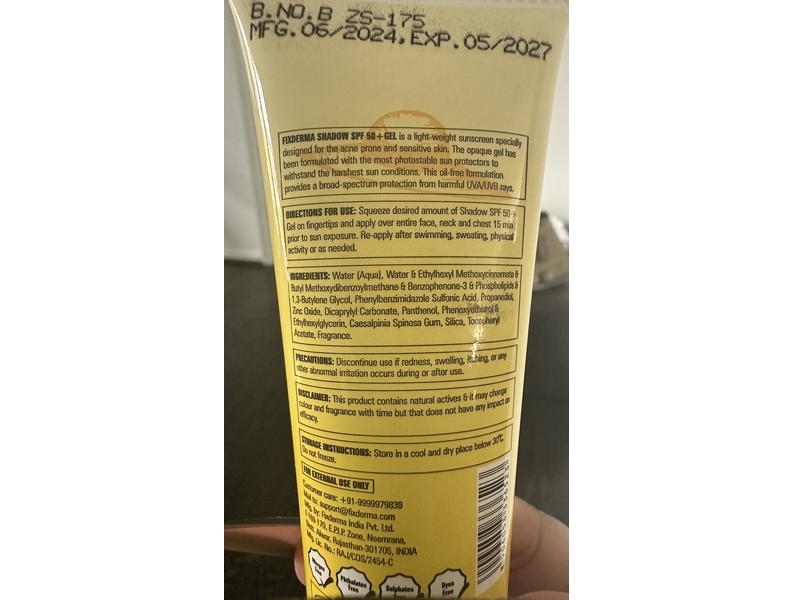 B.NO.B ZS-175
MFG.06/2024,EXP.05/2027
FIXDERMA SHADOW SPF 50+GEL is a light-weight sunscreen specially
designed for the acne prone and sensitive skin. The opaque gel has
been formulated with the most photostable sun protectors to
withstand the harshest sun conditions. This oil-free formulation
provides a broad-spectrum protection from harmful UVA/UVB rays.
DIRECTIONS FOR USE: Squeeze desired amount of Shadow SPF 50+
Gel on fingertips and apply over entire face, neck and chest 15 min
prior to sun exposure. Re-apply after swimming, sweating, physical
activity or as needed.
INGREDIENTS: Water (Aqua), Water & Ethylhexyl Methoxycinnamate &
Butyl Methoxydibenzoylmethane & Benzophenone-3 & Phospholipids &
1,3-Butylene Glycol, Phenylbenzimidazole Sulfonic Acid, Propanediol,
Zinc Oxide, Dicaprylyl Carbonate, Panthenol, Phenoxyethanol &
Ethylhexylglycerin, Caesalpinia Spinosa Gum, Silica, Tocopheryl
Acetate, Fragrance.
PRECAUTIONS: Discontinue use if redness, swelling, itching, or any
other abnormal irritation occurs during or after use.
DISCLAIMER: This product contains natural actives & it may change
colour and fragrance with time but that does not have any impact on
efficacy.
STORAGE INSTRUCTIONS: Store in a cool and dry place below 30°C.
Do not freeze.
FOR EXTERNAL USE ONLY
Customer care: +91-9999979839
Mail to: support@fixderma.com
Mfg. by: Fixderma India Pvt. Ltd.
E.P.I.P. Zone, Neemrana,
Distt. Alwar, Rajasthan-301705, INDIA
Mfg. Lic. No.: RAJ/COS/2454-C
Phthalates
Free
Sulphates
Dyes
Free